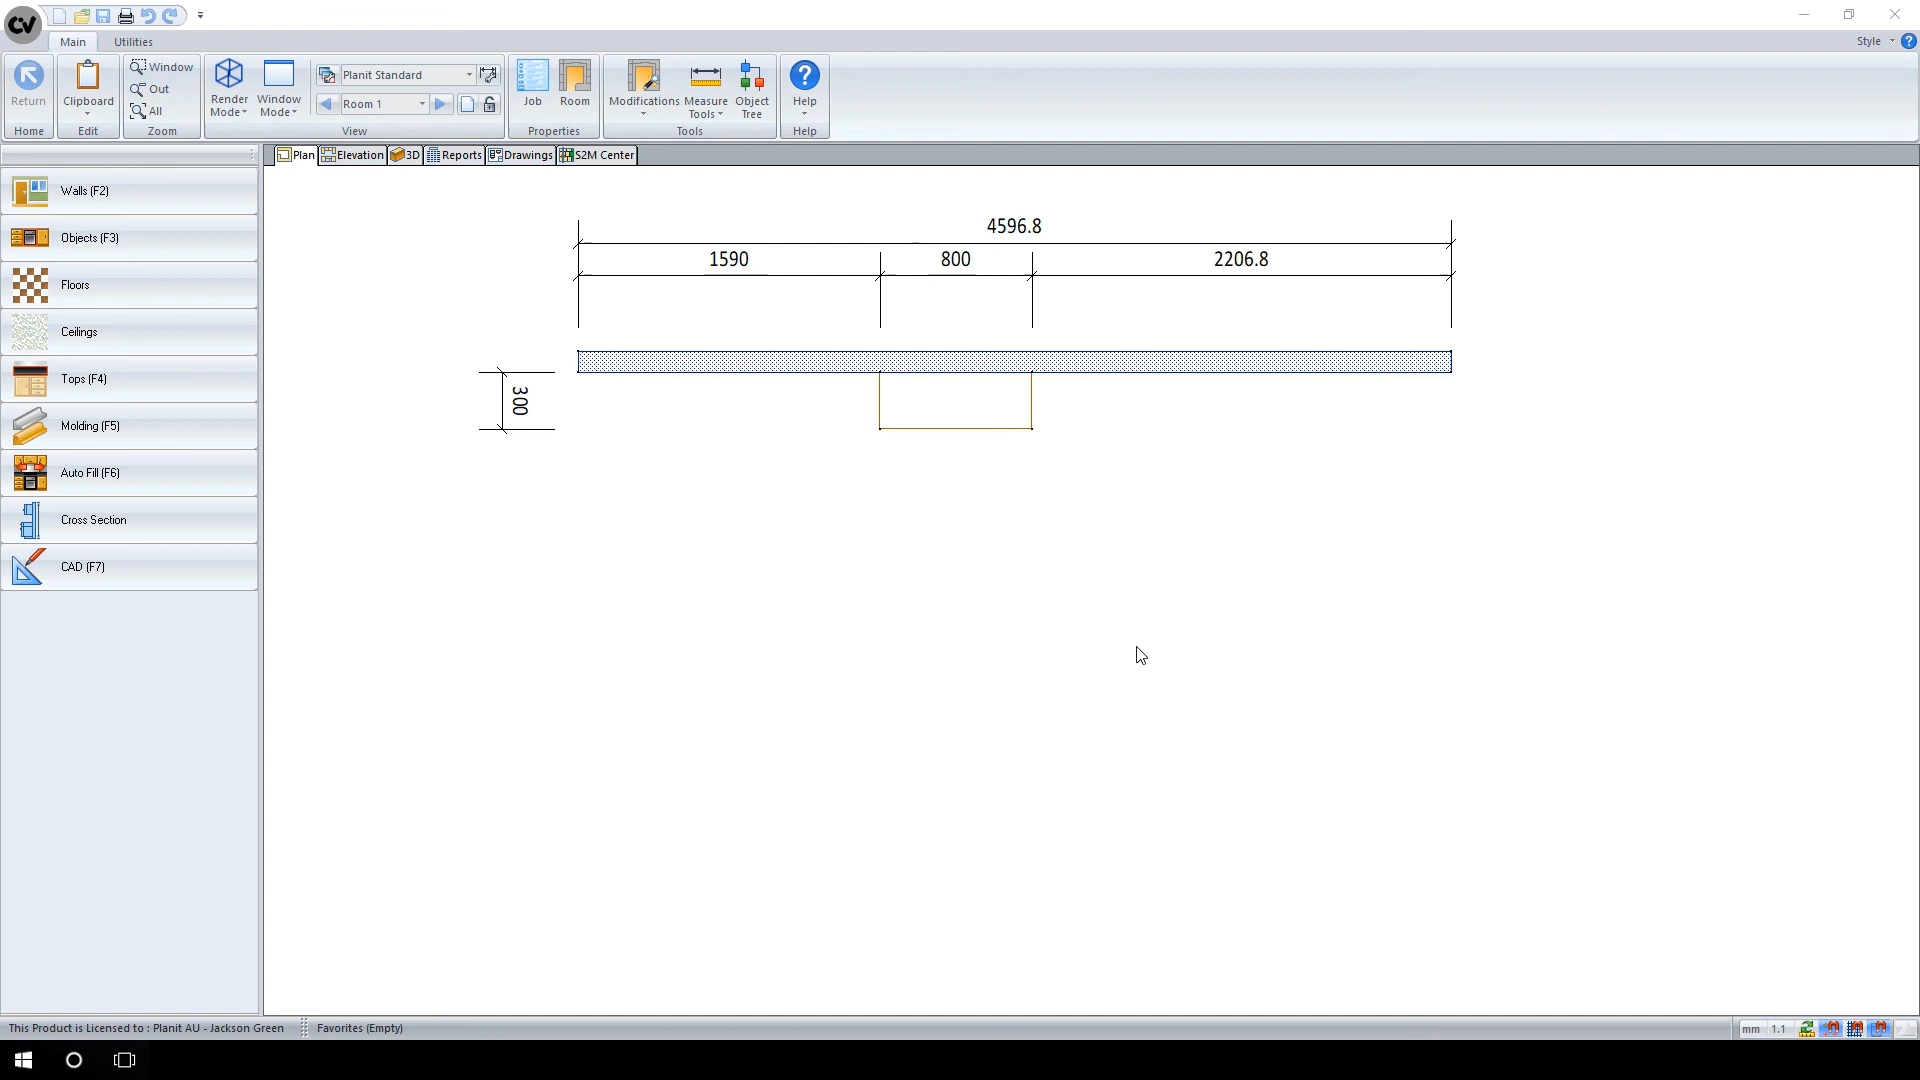 CV
Main
Utilities
Style
Return
Home
Clipboard
Edit
Window
Out
All
Zoom
Render
Mode
Window
Mode
Planit Standard
Room 1
View
Job
Room
Properties
Modifications
Measure
Tools
Object
Tree
Tools
?
Help
Help
Plan
Elevation
3D
Reports
Drawings
S2M Center
Walls (F2)
Objects (F3)
Floors
Ceilings
Tops (F4)
Molding (F5)
Auto Fill (F6)
Cross Section
CAD (F7)
4596.8
1590
800
2206.8
300
This Product is Licensed to : Planit AU - Jackson Green
Favorites (Empty)
mm
1.1